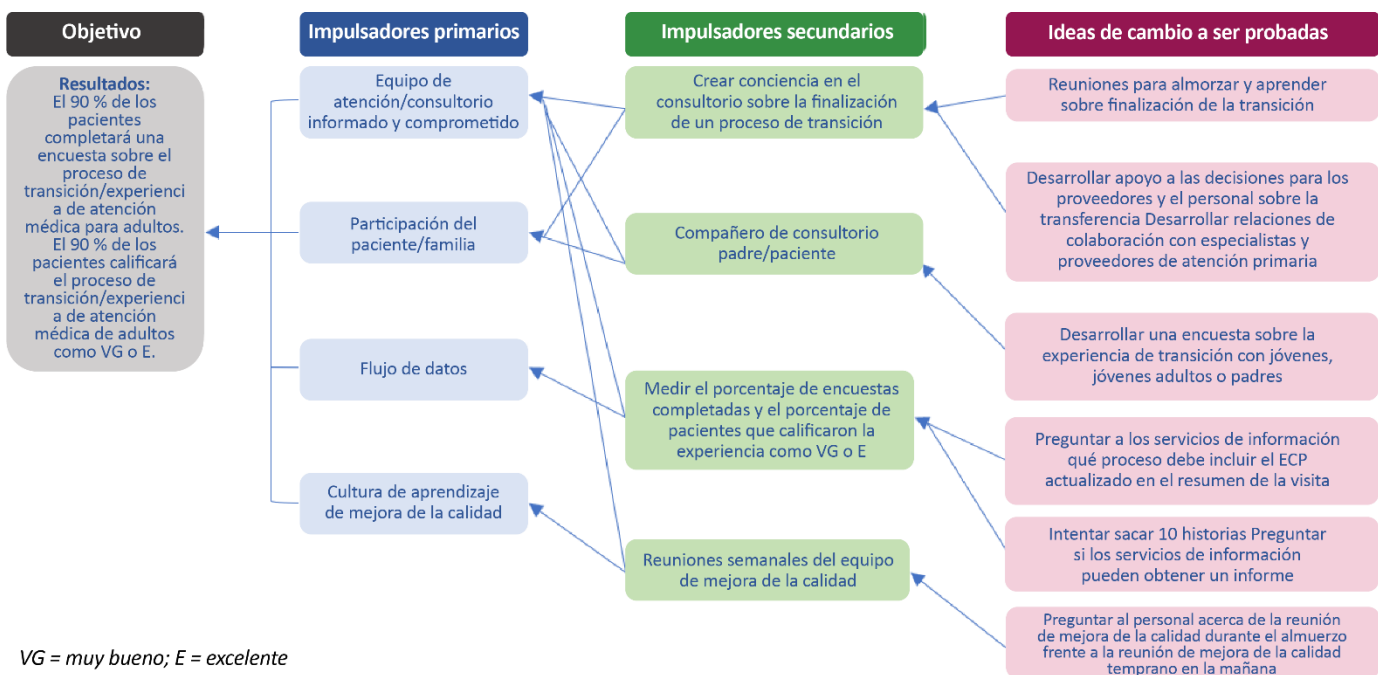 Objetivo
Resultados:
El 90 % de los
pacientes
completará una
encuesta sobre el
proceso de
transición/experienci
a de atención
médica para adultos.
El 90 % de los
pacientes calificará
el proceso de
transición/experienci
a de atención
médica de adultos
como VG o E.
Impulsadores primarios
Equipo de
atención/consultorio
informado y comprometido
Participación del
paciente/familia
Flujo de datos
Cultura de aprendizaje
de mejora de la calidad
Impulsadores secundarios
Crear conciencia en el
consultorio sobre la finalización
de un proceso de transición
Compañero de consultorio
padre/paciente
Medir el porcentaje de encuestas
completadas y el porcentaje de
pacientes que calificaron la
experiencia como VG o E
Reuniones semanales del equipo
de mejora de la calidad
Ideas de cambio a ser probadas
Reuniones para almorzar y aprender
sobre finalización de la transición
Desarrollar apoyo a las decisiones para los
proveedores y el personal sobre la
transferencia Desarrollar relaciones de
colaboración con especialistas y
proveedores de atención primaria
Desarrollar una encuesta sobre la
experiencia de transición con jóvenes,
jóvenes adultos o padres
Preguntar a los servicios de información
qué proceso debe incluir el ECP
actualizado en el resumen de la visita
Intentar sacar 10 historias Preguntar
si los servicios de información
pueden obtener un informe
Preguntar al personal acerca de la reunión
de mejora de la calidad durante el almuerzo
frente a la reunión de mejora de la calidad
temprano en la mañana
VG = muy bueno; E = excelente